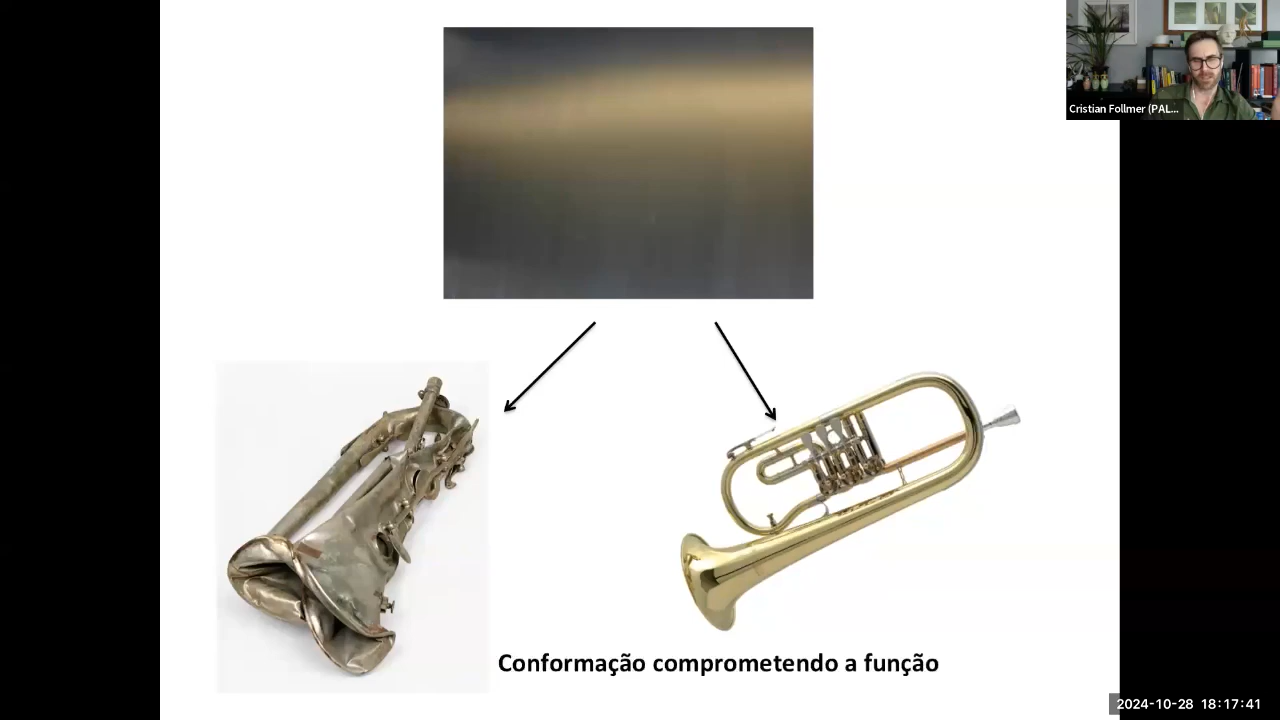 Cristian Follmer (PAL...
Conformação comprometendo a função
2024-10-28 18:17:41